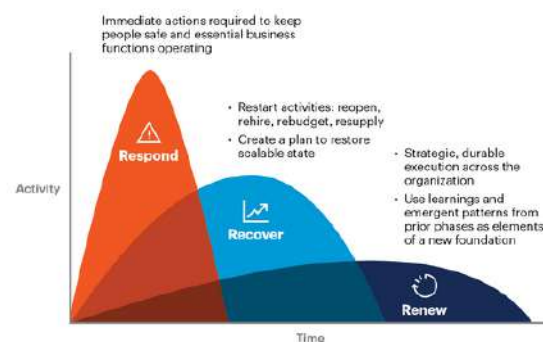 Immediate actions required to keep
people safe and essential business
functions operating
• Restart activities: reopen,
rehire, rebudget, resupply
• Create a plan to restore
scalable state
• Strategic, durable
execution across the
organization
• Use learnings and
emergent patterns from
prior phases as elements
of a new foundation
Respond
Activity
Recover
Renew
Time